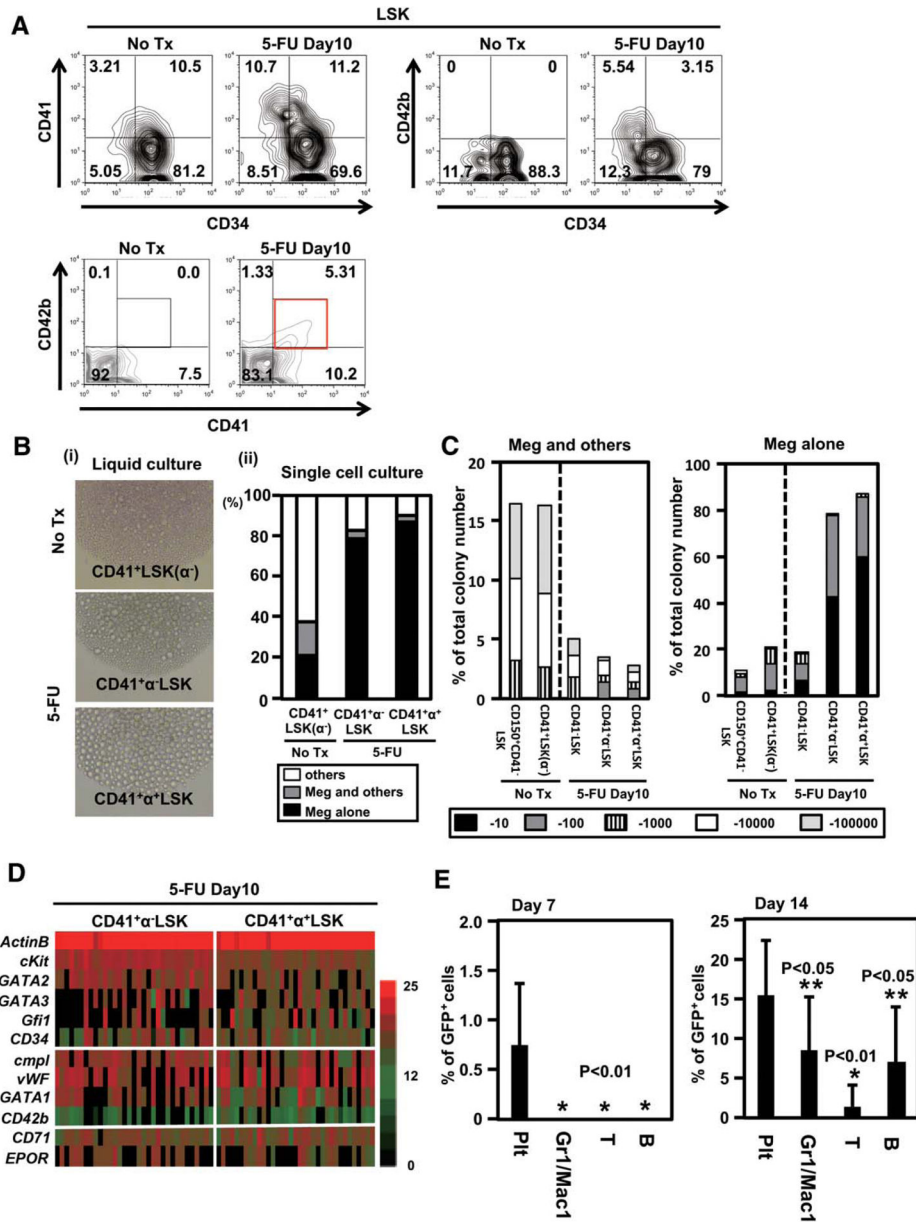 A
LSK
No Tx
5-FU Day10
No Tx
5-FU Day10
3.21 10.5
10.7 11.2
0 0
5.54 3.15
CD41
CD42b
5.05 81.2
8.51 69.6
11.7 88.3
12.3 79
CD34
CD34
No Tx
5-FU Day10
0.1 0.0
1.33 5.31
CD42b
92 7.5
83.1 10.2
CD41
B
(i)
Liquid culture
No Tx
CD41⁺LSK(α⁻)
5-FU
CD41⁺α⁻LSK
CD41⁺α⁺LSK
(ii)
Single cell culture
(%)
100
80
60
40
20
0
CD41⁺ LSK(α⁻)
CD41⁺α⁻ LSK
CD41⁺α⁺ LSK
No Tx
5-FU
others
Meg and others
Meg alone
C
Meg and others
% of total colony number
20
15
10
5
0
CD150⁺CD41⁻ LSK
CD41⁺LSK(α⁻)
CD41⁻LSK
CD41⁺α⁻LSK
CD41⁺α⁺LSK
No Tx
5-FU Day10
Meg alone
% of total colony number
100
80
60
40
20
0
CD150⁺CD41⁻ LSK
CD41⁺LSK(α⁻)
CD41⁻LSK
CD41⁺α⁻LSK
CD41⁺α⁺LSK
No Tx
5-FU Day10
-10 -100 -1000 -10000 -100000
D
5-FU Day10
CD41⁺α⁻LSK
CD41⁺α⁺LSK
ActinB
cKit
GATA2
GATA3
Gfi1
CD34
cmpl
vWF
GATA1
CD42b
CD71
EPOR
25
12
0
E
Day 7
% of GFP⁺ cells
2.0
1.5
1.0
0.5
0
P<0.01
* * *
Plt
Gr1/Mac1
T
B
Day 14
% of GFP⁺ cells
25
20
15
10
5
0
P<0.05
**
P<0.01
*
P<0.05
**
Plt
Gr1/Mac1
T
B